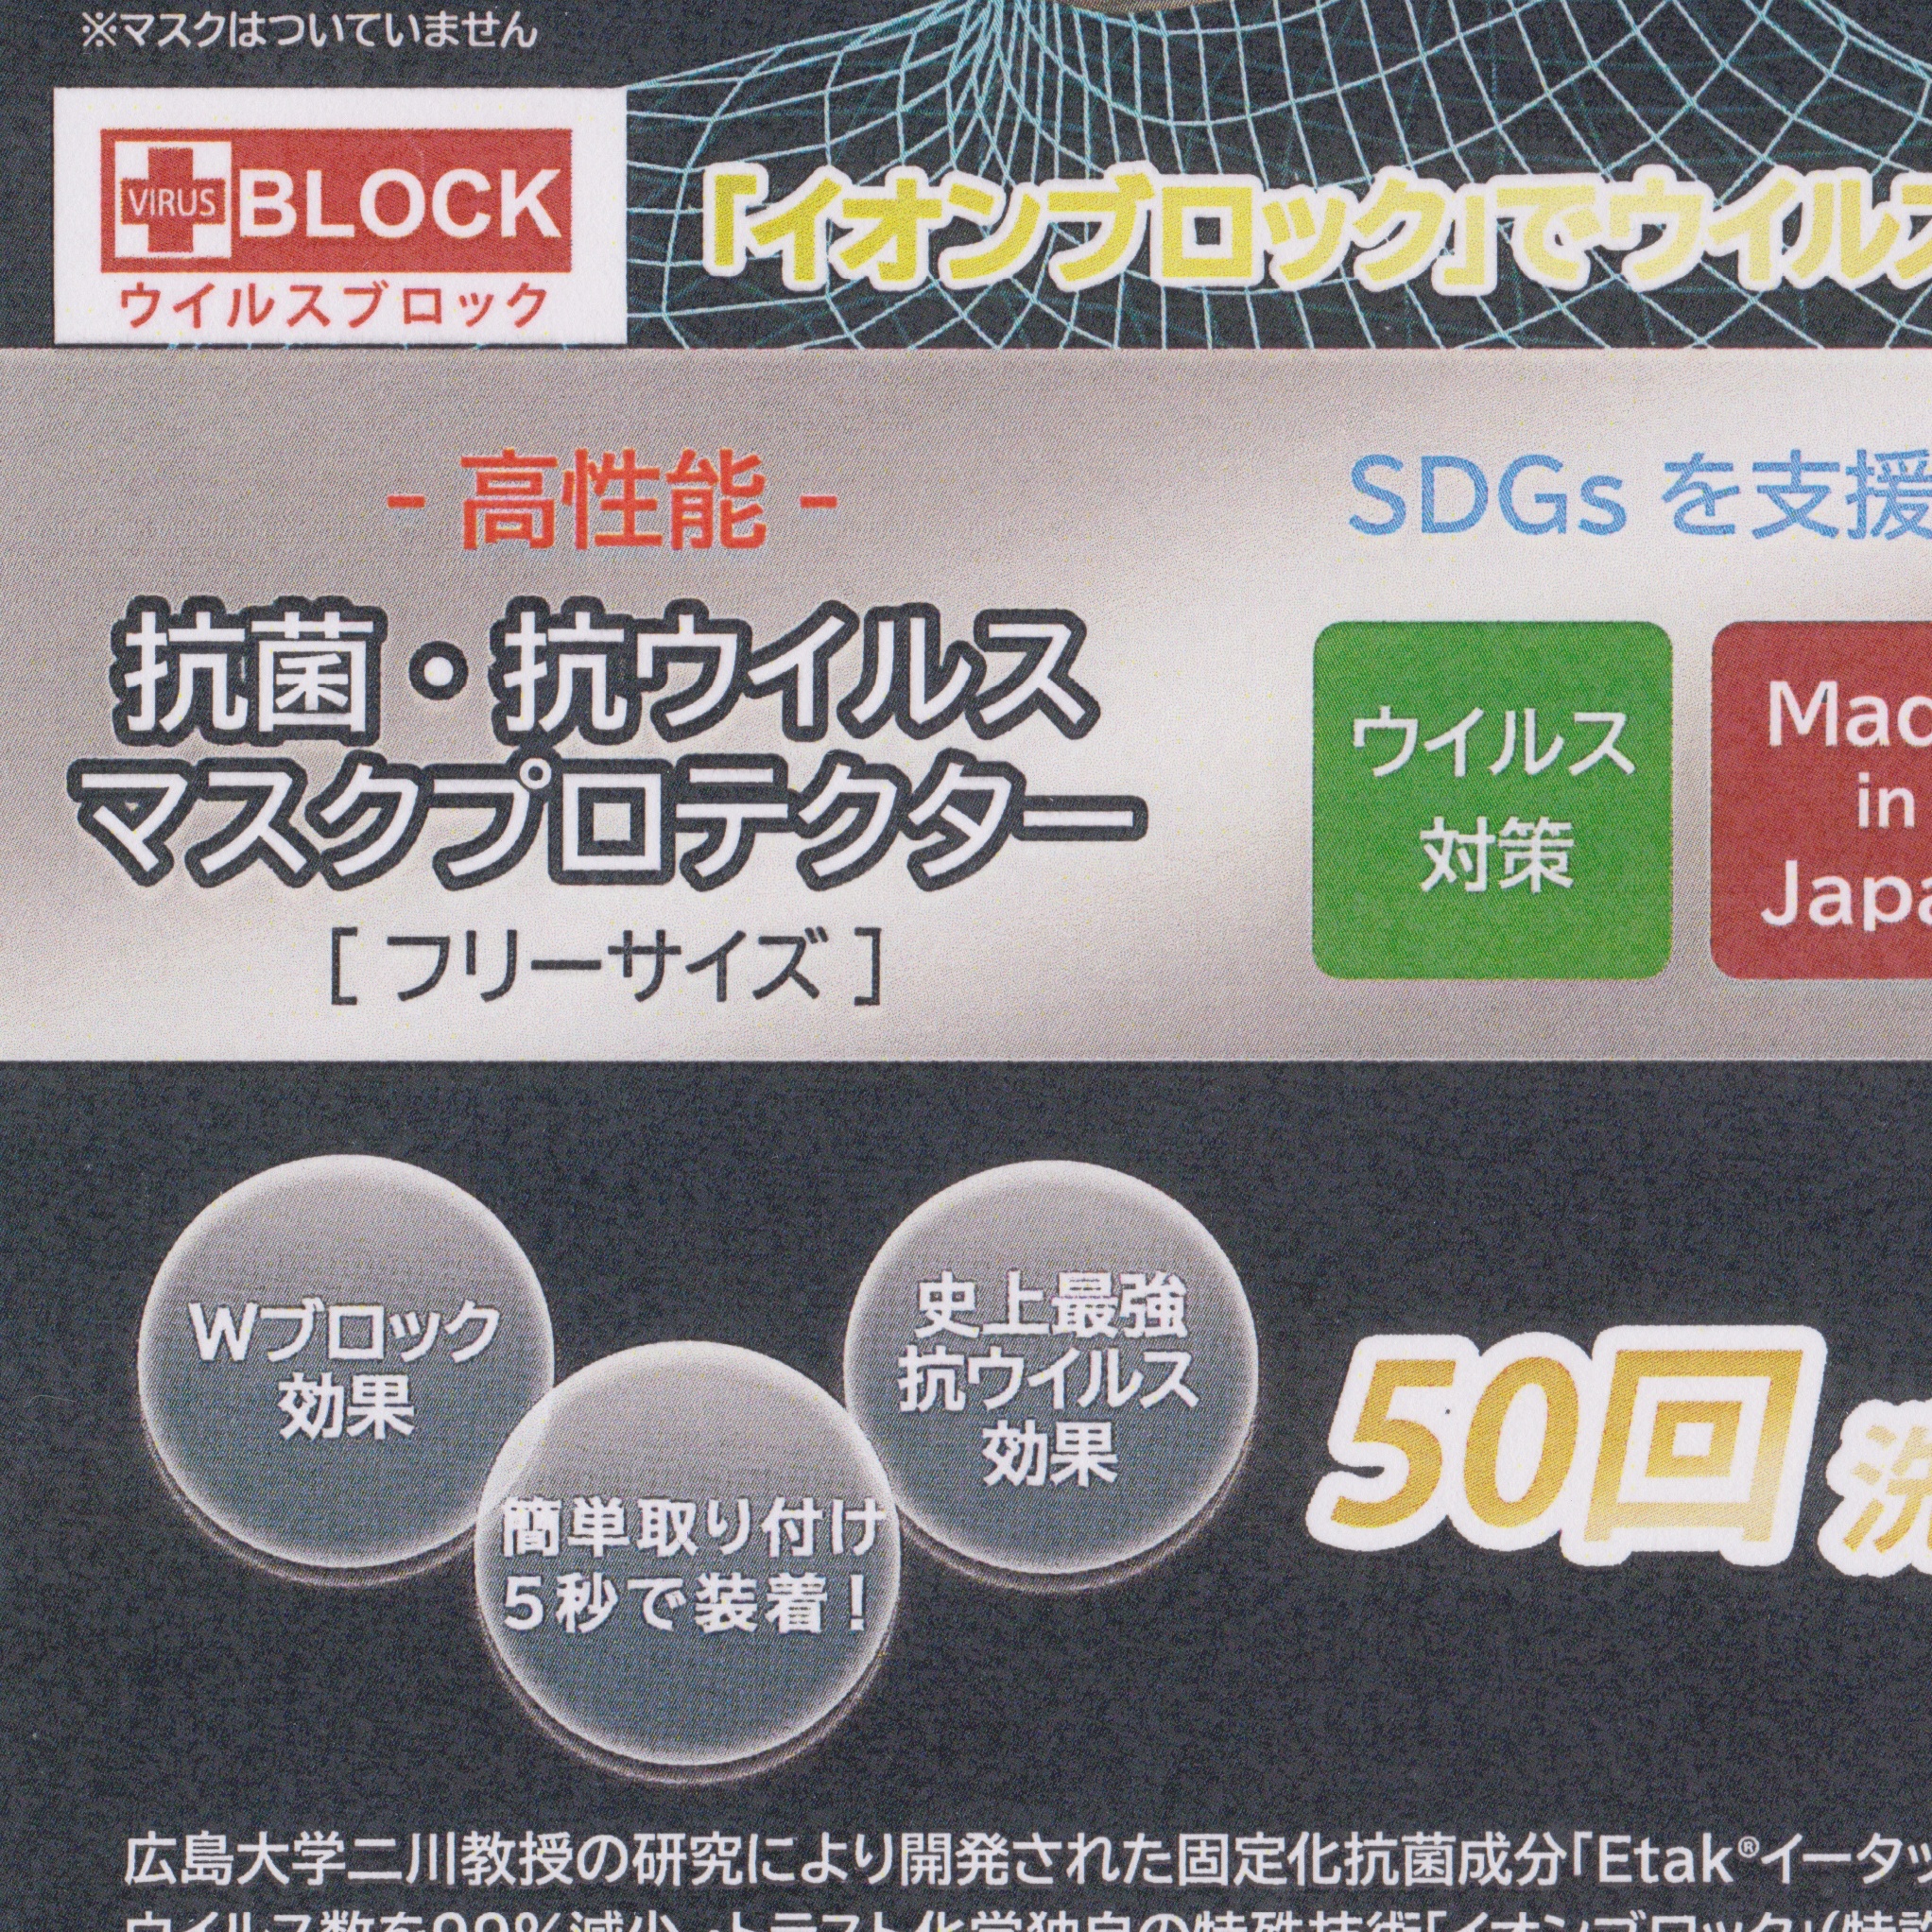 ※マスクはついていません
VIRUS BLOCK
ウイルスブロック
「イオンブロック」でウイルス
- 高性能 -
抗菌・抗ウイルス
マスクプロテクター
[ フリーサイズ ]
SDGs を支援
ウイルス
対策
Mad
in
Japa
Wブロック
効果
簡単取り付け
5秒で装着!
史上最強
抗ウイルス
効果
50回 洗
広島大学二川教授の研究により開発された固定化抗菌成分「Etak®イータッ